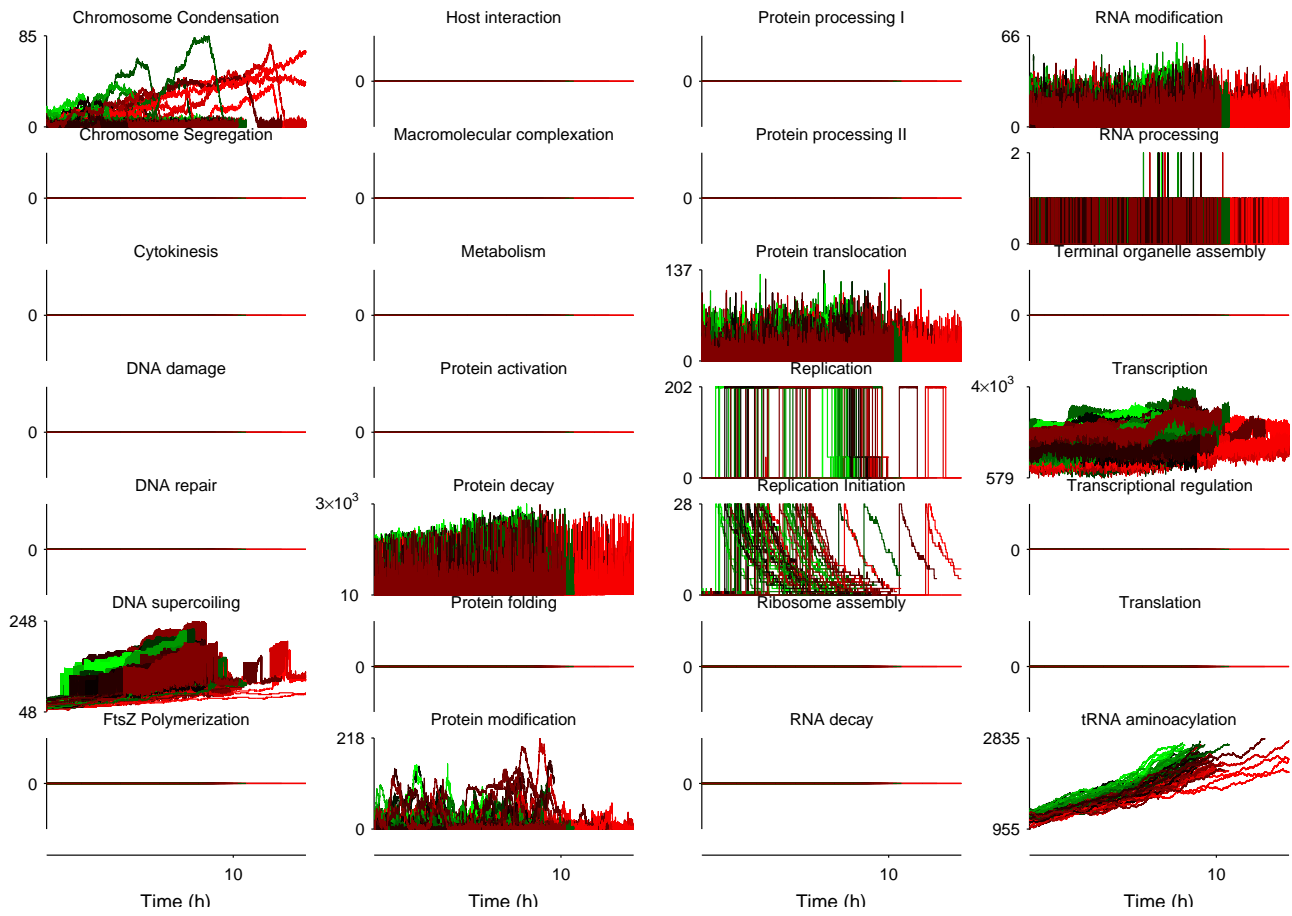 Chromosome Condensation
85
0
Chromosome Segregation
0
Cytokinesis
0
DNA damage
0
DNA repair
0
DNA supercoiling
248
48
FtsZ Polymerization
0
10
Time (h)
Host interaction
0
Macromolecular complexation
0
Metabolism
0
Protein activation
0
Protein decay
3×10³
10
Protein folding
0
Protein modification
218
0
10
Time (h)
Protein processing I
0
Protein processing II
0
Protein translocation
137
0
Replication
202
0
Replication Initiation
28
0
Ribosome assembly
0
RNA decay
0
10
Time (h)
RNA modification
66
0
RNA processing
2
0
Terminal organelle assembly
0
Transcription
4×10³
579
Transcriptional regulation
0
Translation
0
tRNA aminoacylation
2835
955
10
Time (h)